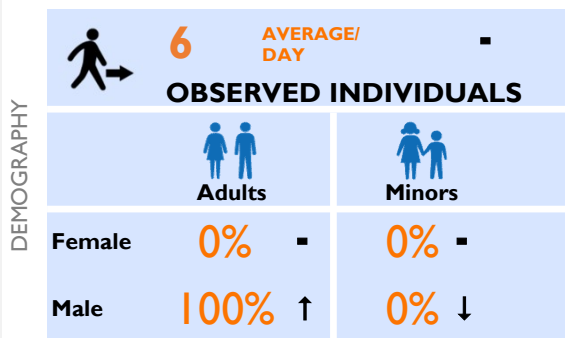 DEMOGRAPHY
6 AVERAGE/ -
DAY
OBSERVED INDIVIDUALS
Adults Minors
Female 0% - 0% -
Male 100% ↑ 0% ↓